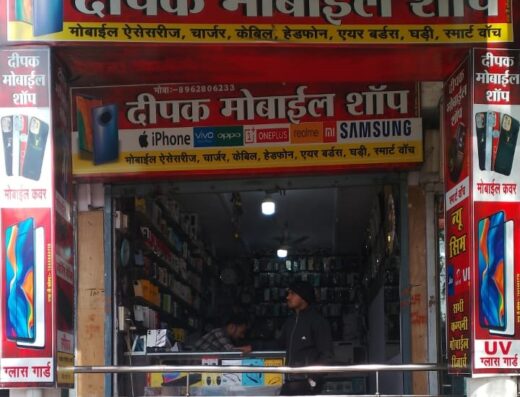 दीपक मोबाईल शॉप
मोबाईल ऐसेसरीज, चार्जर, केबिल, हेडफोन, एयर बर्डस, घड़ी, स्मार्ट वॉच
मोबाः-8962806233
दीपक मोबाईल शॉप
iPhone vivo oppo ONEPLUS realme MI SAMSUNG
मोबाईल ऐसेसरीज, चार्जर, केबिल, हेडफोन, एयर बर्डस, घड़ी, स्मार्ट वॉच
दीपक
मोबाईल
शॉप
मोबाईल कवर
ग्लास गार्ड
न्यू
सिम
VI
सभी
कम्पनी
मोबाईल
रिचार्ज
दीपक
मोबाईल
शॉप
मोबाईल कवर
UV
ग्लास गार्ड